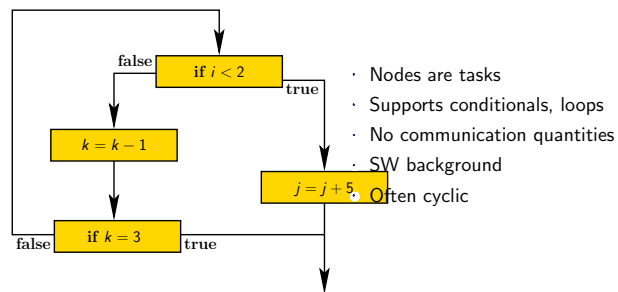 false
if i < 2
true
k = k − 1
j = j + 5
false
if k = 3
true
Nodes are tasks
Supports conditionals, loops
No communication quantities
SW background
Often cyclic